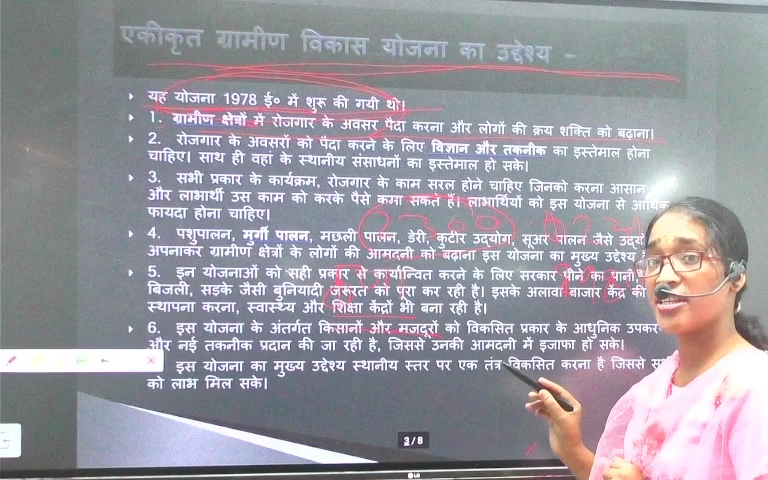 एकीकृत ग्रामीण विकास योजना का उद्देश्य –
यह योजना 1978 ई० में शुरू की गयी थी।
1. ग्रामीण क्षेत्रों में रोजगार के अवसर पैदा करना और लोगों की क्रय शक्ति को बढ़ाना।
2. रोजगार के अवसरों को पैदा करने के लिए विज्ञान और तकनीक का इस्तेमाल होना
चाहिए। साथ ही वहां के स्थानीय संसाधनों का इस्तेमाल हो सके।
3. सभी प्रकार के कार्यक्रम, रोजगार के काम सरल होने चाहिए जिनको करना आसान
और लाभार्थी उस काम को करके पैसे कमा सकते हैं। लाभार्थियों को इस योजना से आर्थिक
फायदा होना चाहिए।
4. पशुपालन, मुर्गी पालन, मछली पालन, डेरी, कुटीर उद्योग, सूअर पालन जैसे
अपनाकर ग्रामीण क्षेत्रों के लोगों की आमदनी को बढ़ाना इस योजना का मुख्य उद्देश्य
5. इन योजनाओं को सही प्रकार से कार्यान्वित करने के लिए सरकार पीने का पानी,
बिजली, सड़के जैसी बुनियादी जरूरत को पूरा कर रही है। इसके अलावा बाजार केंद्र की
स्थापना करना, स्वास्थ्य और शिक्षा केंद्रों भी बना रही है।
6. इस योजना के अंतर्गत किसानों और मजदूरों को विकसित प्रकार के आधुनिक
और नई तकनीक प्रदान की जा रही है, जिससे उनकी आमदनी में इजाफा हो सके।
इस योजना का मुख्य उद्देश्य स्थानीय स्तर पर एक तंत्र विकसित करना है जिससे
को लाभ मिल सके।
3/8
LG